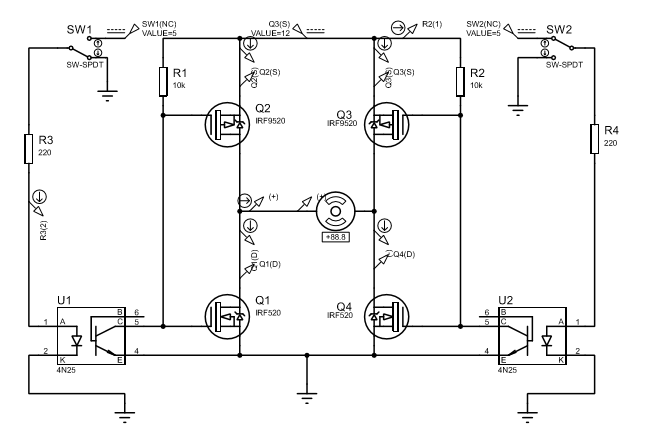 SW1
SW1(NC)
VALUE=5
SW-SPDT
Q3(S)
VALUE=12
R2(1)
SW2(NC)
VALUE=5
SW2
SW-SPDT
R1
10k
Q2(S)
Q2(S)
Q3(S)
Q3(S)
R2
10k
Q2
IRF9520
Q3
IRF9520
R3
220
R4
220
R3(2)
(+)
(+)
+88.8
Q1(D)
Q4(D)
Q1
IRF520
Q4
IRF520
U1
1
2
A
K
B
C
E
6
5
4
4N25
U2
6
5
4
B
C
E
A
K
1
2
4N25